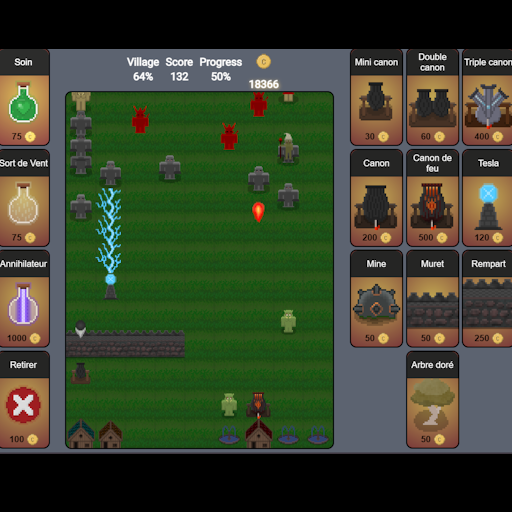 Village Score Progress
64% 132 50%
18366
Soin
75
Sort de Vent
75
Annihilateur
1000
Retirer
100
Mini canon
30
Double
canon
60
Triple canon
400
Canon
200
Canon de
feu
500
Tesla
120
Mine
50
Muret
50
Rempart
250
Arbre doré
50